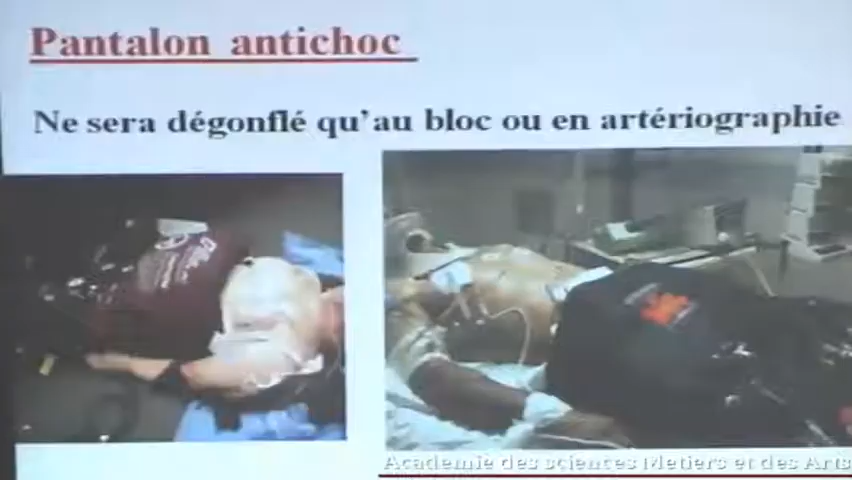 Pantalon antichoc
Ne sera dégonflé qu'au bloc ou en artériographie
Academie des sciences Metiers et des Arts